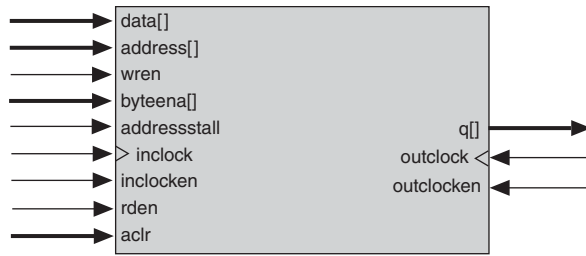 data[]
address[]
wren
byteena[]
addressstall
inclock
inclocken
rden
aclr
q[]
outclock
outclocken